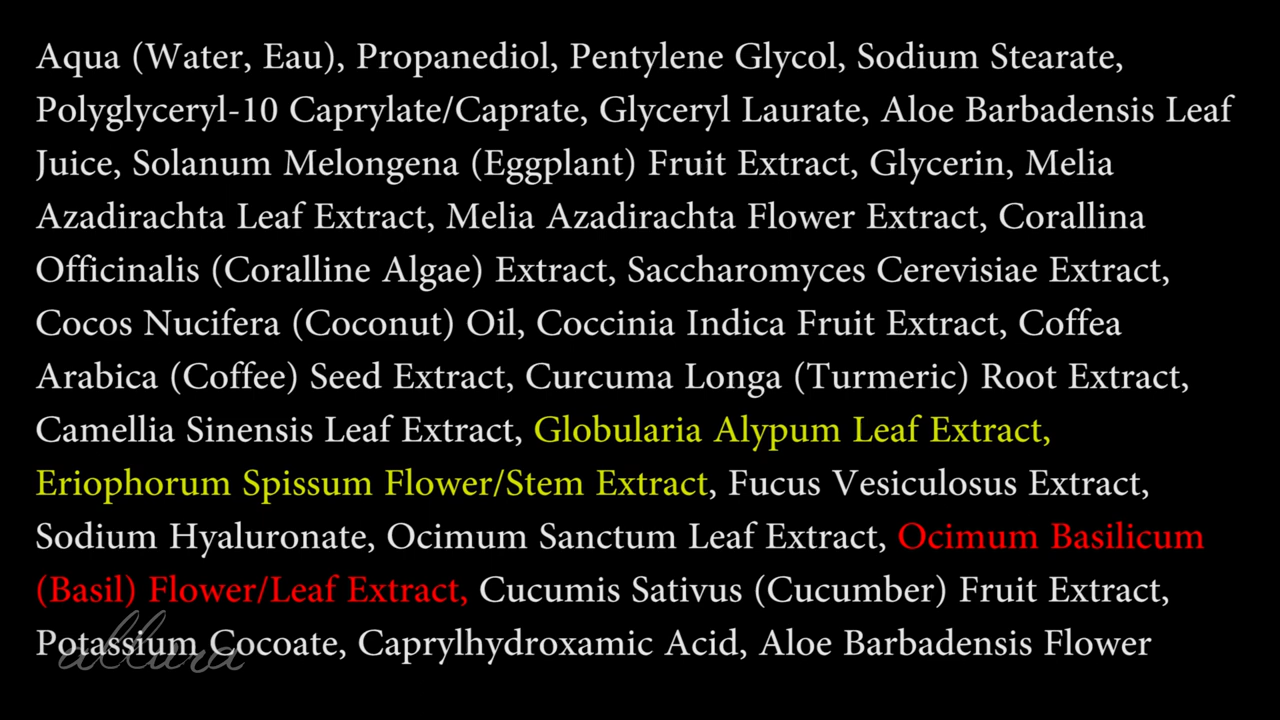 Aqua (Water, Eau), Propanediol, Pentylene Glycol, Sodium Stearate,
Polyglyceryl-10 Caprylate/Caprate, Glyceryl Laurate, Aloe Barbadensis Leaf
Juice, Solanum Melongena (Eggplant) Fruit Extract, Glycerin, Melia
Azadirachta Leaf Extract, Melia Azadirachta Flower Extract, Corallina
Officinalis (Coralline Algae) Extract, Saccharomyces Cerevisiae Extract,
Cocos Nucifera (Coconut) Oil, Coccinia Indica Fruit Extract, Coffea
Arabica (Coffee) Seed Extract, Curcuma Longa (Turmeric) Root Extract,
Camellia Sinensis Leaf Extract, Globularia Alypum Leaf Extract,
Eriophorum Spissum Flower/Stem Extract, Fucus Vesiculosus Extract,
Sodium Hyaluronate, Ocimum Sanctum Leaf Extract, Ocimum Basilicum
(Basil) Flower/Leaf Extract, Cucumis Sativus (Cucumber) Fruit Extract,
Potassium Cocoate, Caprylhydroxamic Acid, Aloe Barbadensis Flower
allura